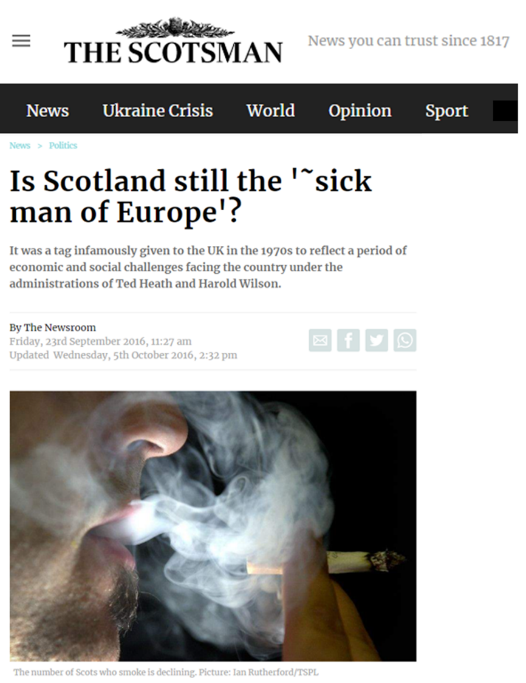 THE SCOTSMAN
News you can trust since 1817
News Ukraine Crisis World Opinion Sport
News > Politics
Is Scotland still the '˜sick
man of Europe'?
It was a tag infamously given to the UK in the 1970s to reflect a period of
economic and social challenges facing the country under the
administrations of Ted Heath and Harold Wilson.
By The Newsroom
Friday, 23rd September 2016, 11:27 am
Updated Wednesday, 5th October 2016, 2:32 pm
The number of Scots who smoke is declining. Picture: Ian Rutherford/TSPL